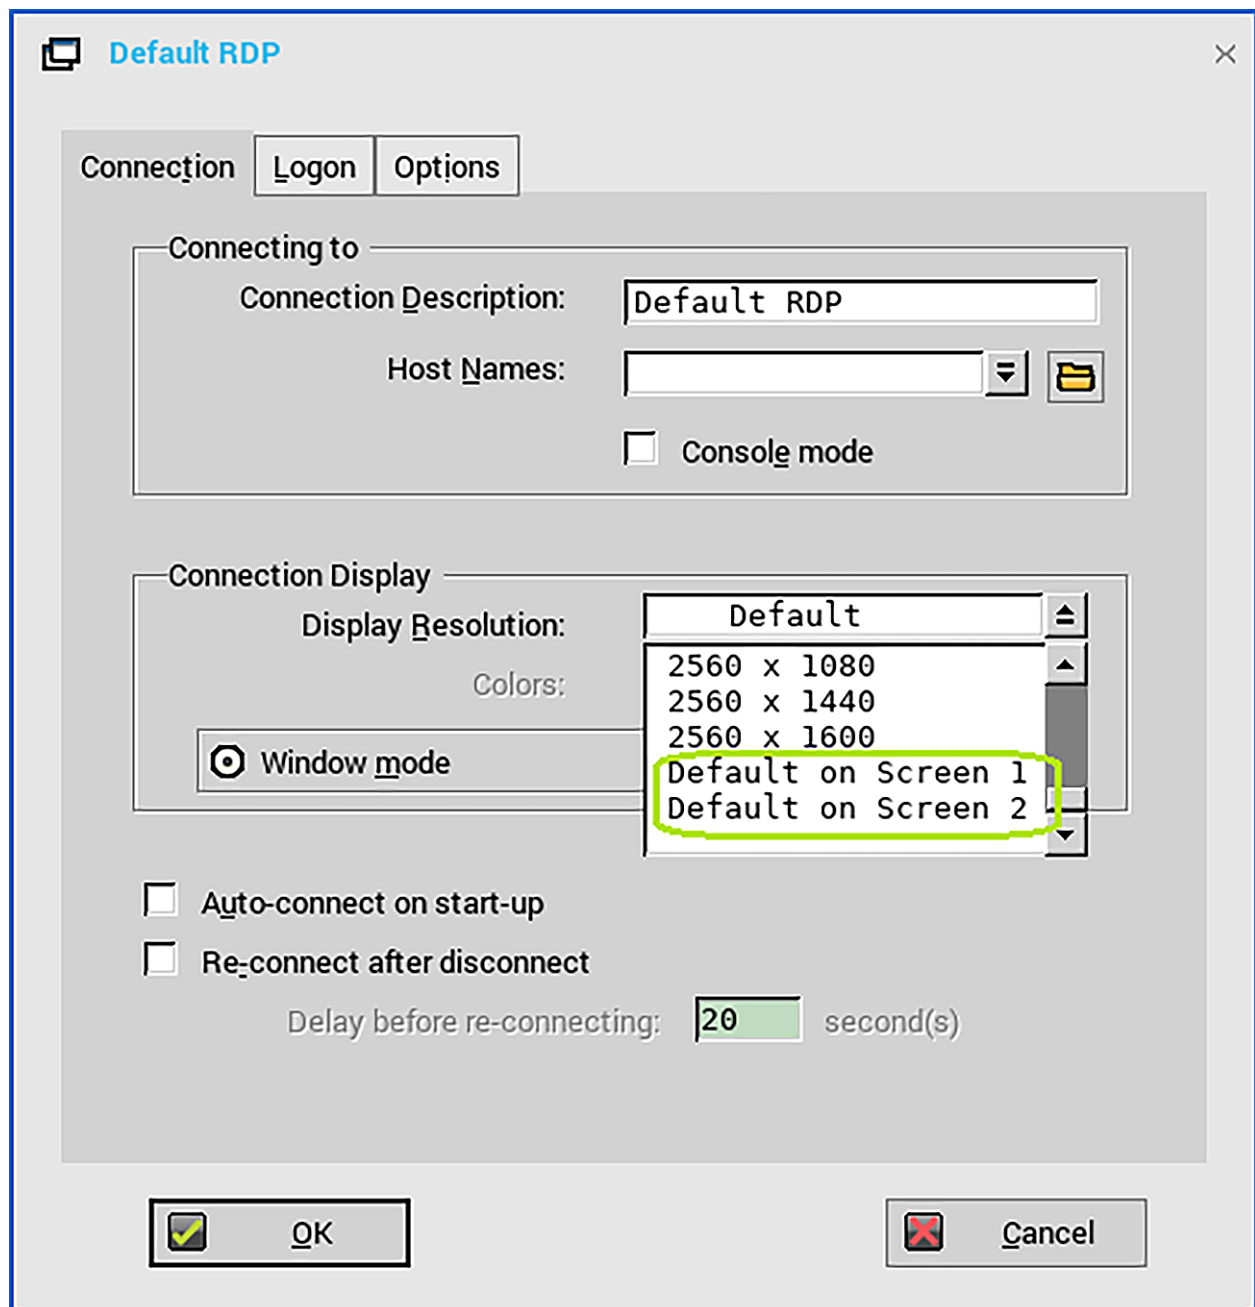 Default RDP
Connection
Logon
Options
Connecting to
Connection Description:
Default RDP
Host Names:
Console mode
Connection Display
Display Resolution:
Default
2560 x 1080
Colors:
2560 x 1440
2560 x 1600
Window mode
Default on Screen 1
Default on Screen 2
Auto-connect on start-up
Re-connect after disconnect
Delay before re-connecting:
20
second(s)
OK
Cancel